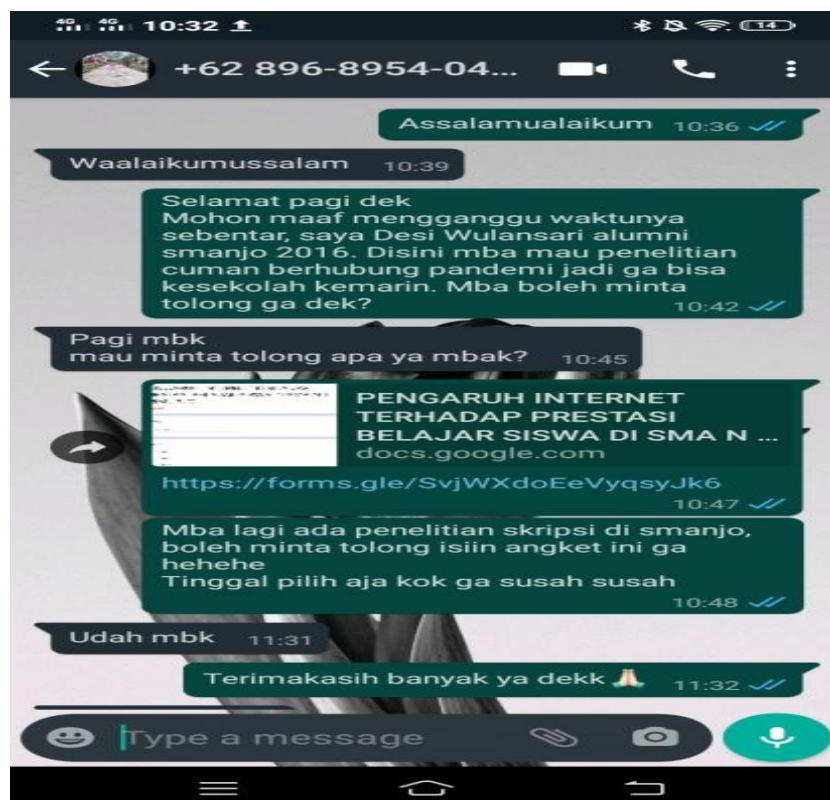 4G 4G 10:32 14
+62 896-8954-04...
Assalamualaikum 10:36
Waalaikumussalam 10:39
Selamat pagi dek
Mohon maaf mengganggu waktunya
sebentar, saya Desi Wulansari alumni
smanjo 2016. Disini mba mau penelitian
cuman berhubung pandemi jadi ga bisa
kesekolah kemarin. Mba boleh minta
tolong ga dek? 10:42
Pagi mbk
mau minta tolong apa ya mbak? 10:45
PENGARUH INTERNET
TERHADAP PRESTASI
BELAJAR SISWA DI SMA N ...
docs.google.com
https://forms.gle/SvjWXdoEeVyqsyJk6
10:47
Mba lagi ada penelitian skripsi di smanjo,
boleh minta tolong isiin angket ini ga
hehehe
Tinggal pilih aja kok ga susah susah
10:48
Udah mbk 11:31
Terimakasih banyak ya dekk🙏🏻 11:32
Type a message